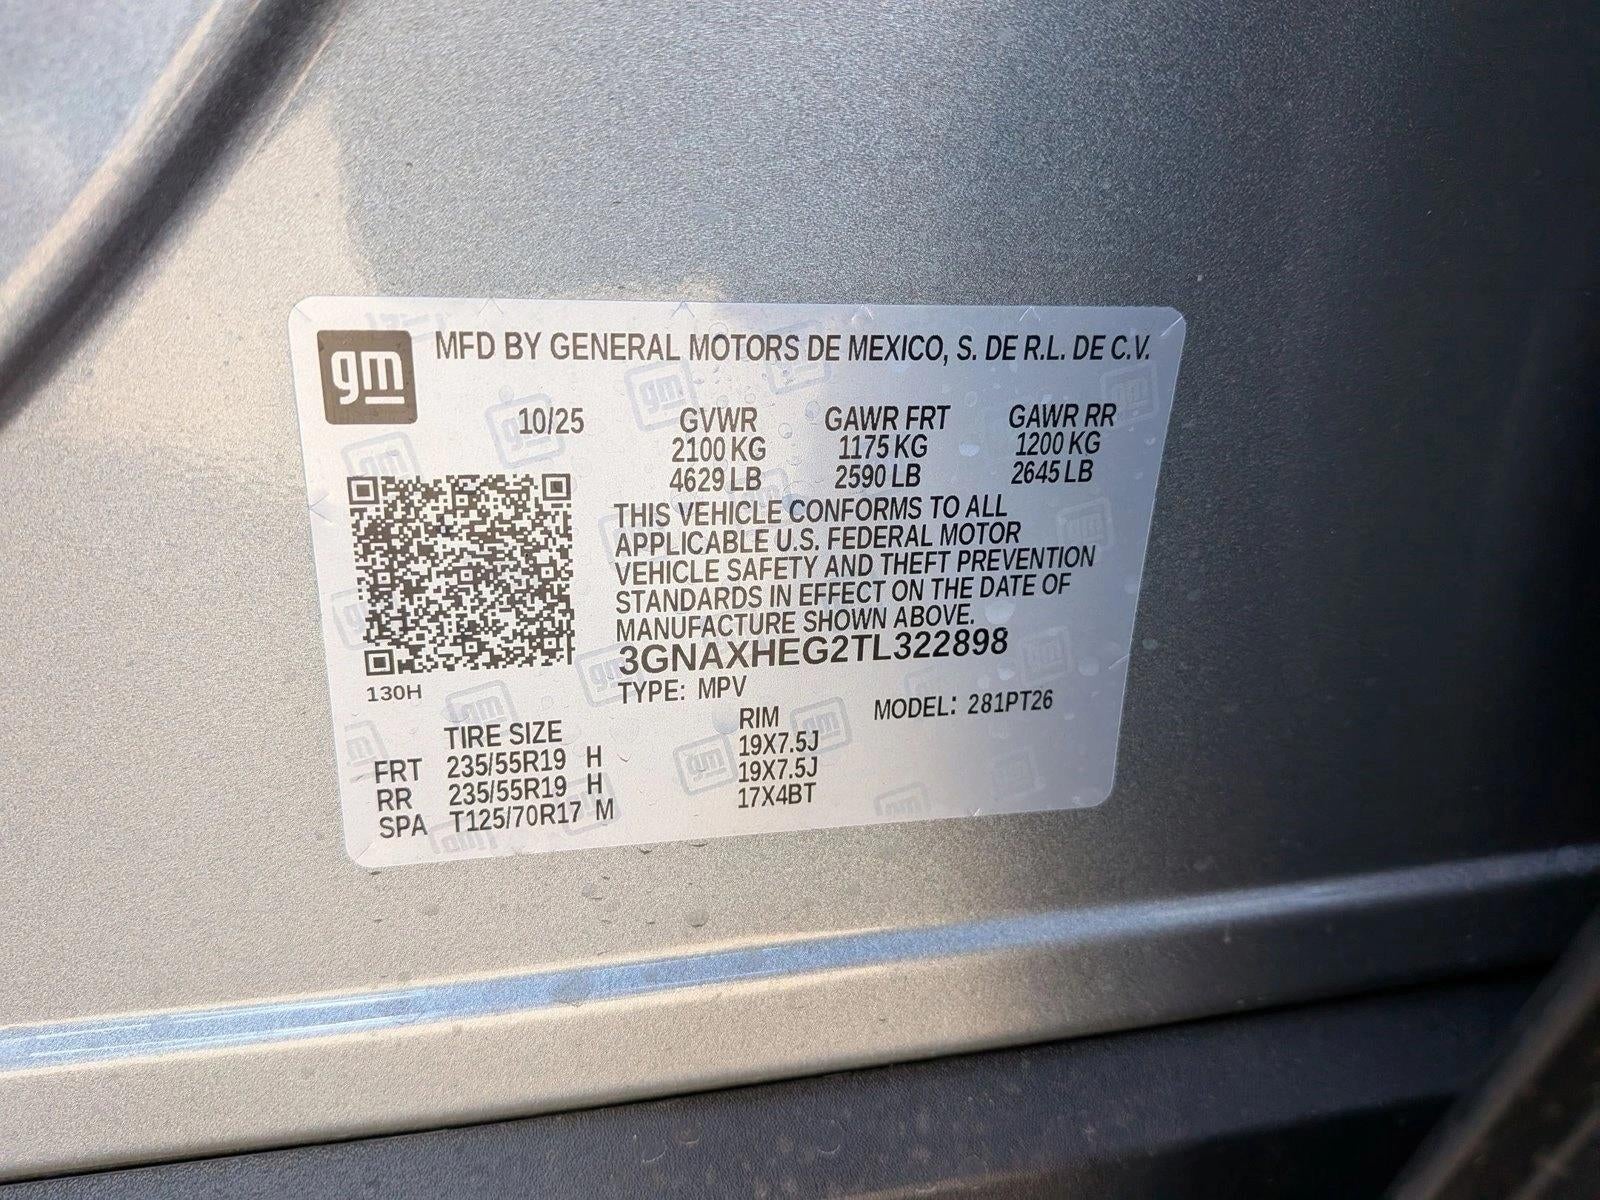 gm MFD BY GENERAL MOTORS DE MEXICO, S. DE R.L. DE C.V.
10/25 GVWR GAWR FRT GAWR RR
2100 KG 1175 KG 1200 KG
4629 LB 2590 LB 2645 LB
THIS VEHICLE CONFORMS TO ALL
APPLICABLE U.S. FEDERAL MOTOR
VEHICLE SAFETY AND THEFT PREVENTION
STANDARDS IN EFFECT ON THE DATE OF
MANUFACTURE SHOWN ABOVE.
3GNAXHEG2TL322898
130H
TYPE: MPV MODEL: 281PT26
TIRE SIZE RIM
FRT 235/55R19 H 19X7.5J
RR 235/55R19 H 19X7.5J
SPA T125/70R17 M 17X4BT